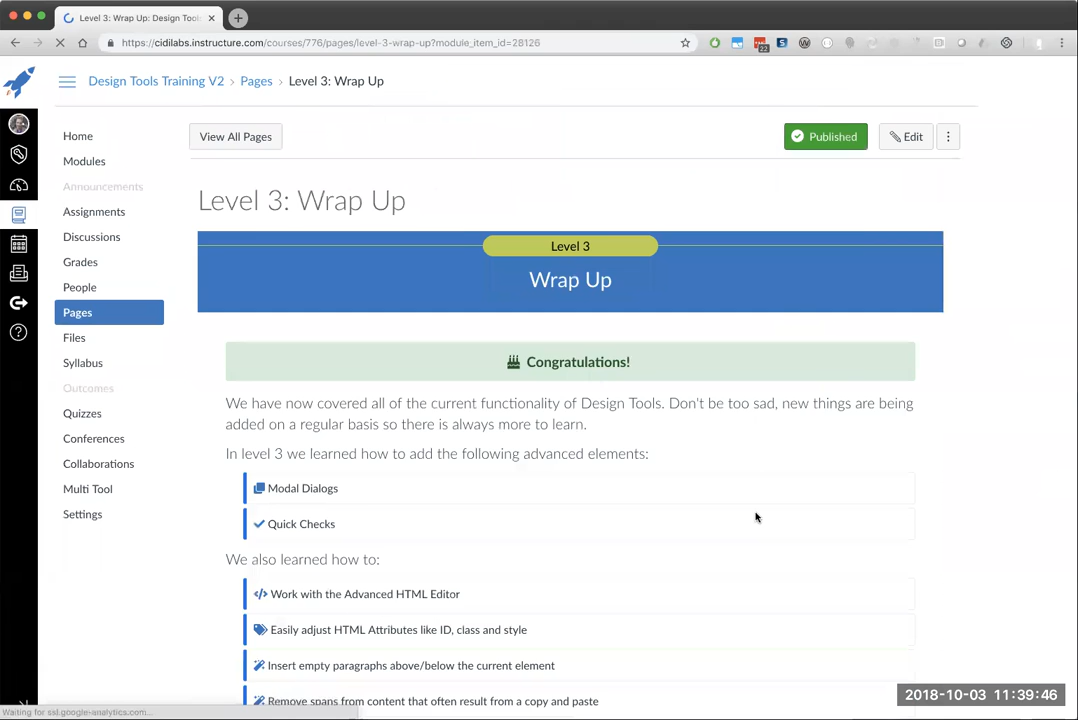 Level 3: Wrap Up: Design Tools
https://cidilabs.instructure.com/courses/776/pages/level-3-wrap-up?module_item_id=28126
22
Design Tools Training V2 > Pages > Level 3: Wrap Up
Home
Modules
Announcements
Assignments
Discussions
Grades
People
Pages
Files
Syllabus
Outcomes
Quizzes
Conferences
Collaborations
Multi Tool
Settings
View All Pages
Published
Edit
Level 3: Wrap Up
Level 3
Wrap Up
Congratulations!
We have now covered all of the current functionality of Design Tools. Don't be too sad, new things are being
added on a regular basis so there is always more to learn.
In level 3 we learned how to add the following advanced elements:
Modal Dialogs
Quick Checks
We also learned how to:
Work with the Advanced HTML Editor
Easily adjust HTML Attributes like ID, class and style
Insert empty paragraphs above/below the current element
Remove spans from content that often result from a copy and paste
2018-10-03 11:39:46
Waiting for ssl.google-analytics.com...